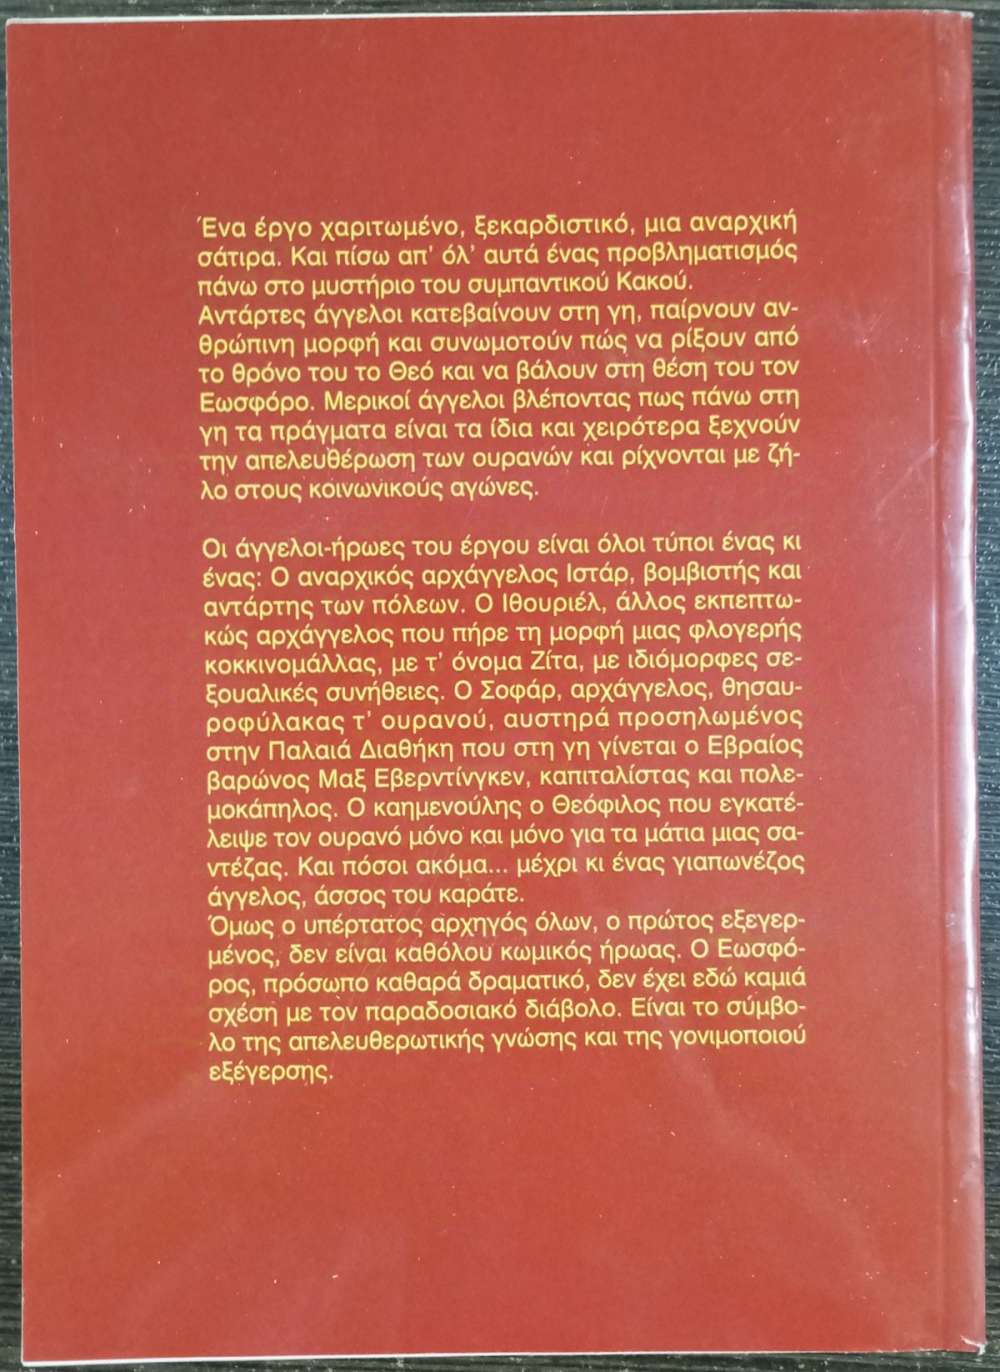 Ένα έργο χαριτωμένο, ξεκαρδιστικό, μια αναρχική
σάτιρα. Και πίσω απ' όλ' αυτά ένας προβληματισμός
πάνω στο μυστήριο του συμπαντικού Κακού.
Αντάρτες άγγελοι κατεβαίνουν στη γη, παίρνουν αν-
θρώπινη μορφή και συνωμοτούν πώς να ρίξουν από
το θρόνο του το Θεό και να βάλουν στη θέση του τον
Εωσφόρο. Μερικοί άγγελοι βλέποντας πως πάνω στη
γη τα πράγματα είναι τα ίδια και χειρότερα ξεχνούν
την απελευθέρωση των ουρανών και ρίχνονται με ζή-
λο στους κοινωνικούς αγώνες.
Οι άγγελοι-ήρωες του έργου είναι όλοι τύποι ένας κι
ένας: Ο αναρχικός αρχάγγελος Ιστάρ, βομβιστής και
αντάρτης των πόλεων. Ο Ιθουριέλ, άλλος εκπεπτω-
κώς αρχάγγελος που πήρε τη μορφή μιας φλογερής
κοκκινομάλλας, με τ' όνομα Ζίτα, με ιδιόμορφες σε-
ξουαλικές συνήθειες. Ο Σοφάρ, αρχάγγελος, θησαυ-
ροφύλακας τ' ουρανού, αυστηρά προσηλωμένος
στην Παλαιά Διαθήκη που στη γη γίνεται ο Εβραίος
βαρώνος Μαξ Εβερντίνγκεν, καπιταλίστας και πολε-
μοκάπηλος. Ο καημενούλης ο Θεόφιλος που εγκατέ-
λειψε τον ουρανό μόνο και μόνο για τα μάτια μιας σα-
ντέζας. Και πόσοι ακόμα... μέχρι κι ένας γιαπωνέζος
άγγελος, άσσος του καράτε.
Όμως ο υπέρτατος αρχηγός όλων, ο πρώτος εξεγερ-
μένος, δεν είναι καθόλου κωμικός ήρωας. Ο Εωσφό-
ρος, πρόσωπο καθαρά δραματικό, δεν έχει εδώ καμιά
σχέση με τον παραδοσιακό διάβολο. Είναι το σύμβο-
λο της απελευθερωτικής γνώσης και της γονιμοποιού
εξέγερσης.